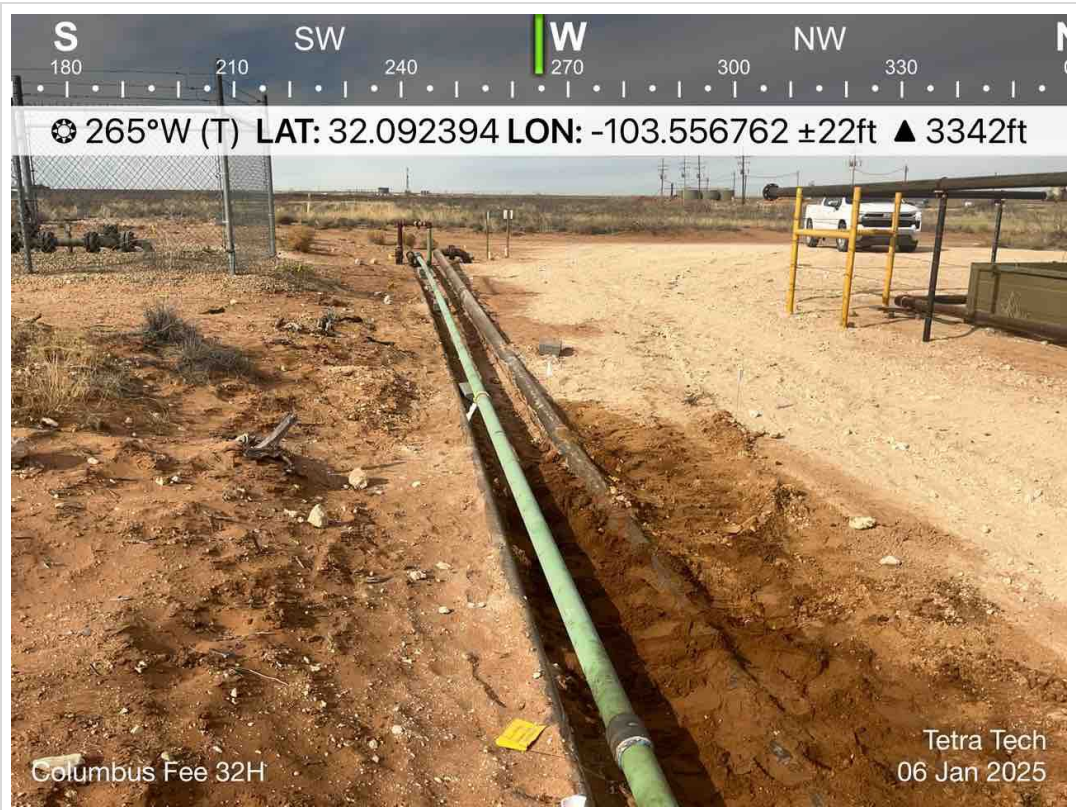 S SW W NW N
180 210 240 270 300 330
265°W (T) LAT: 32.092394 LON: -103.556762 ±22ft ▲ 3342ft
Tetra Tech
Columbus Fee 32H 06 Jan 2025